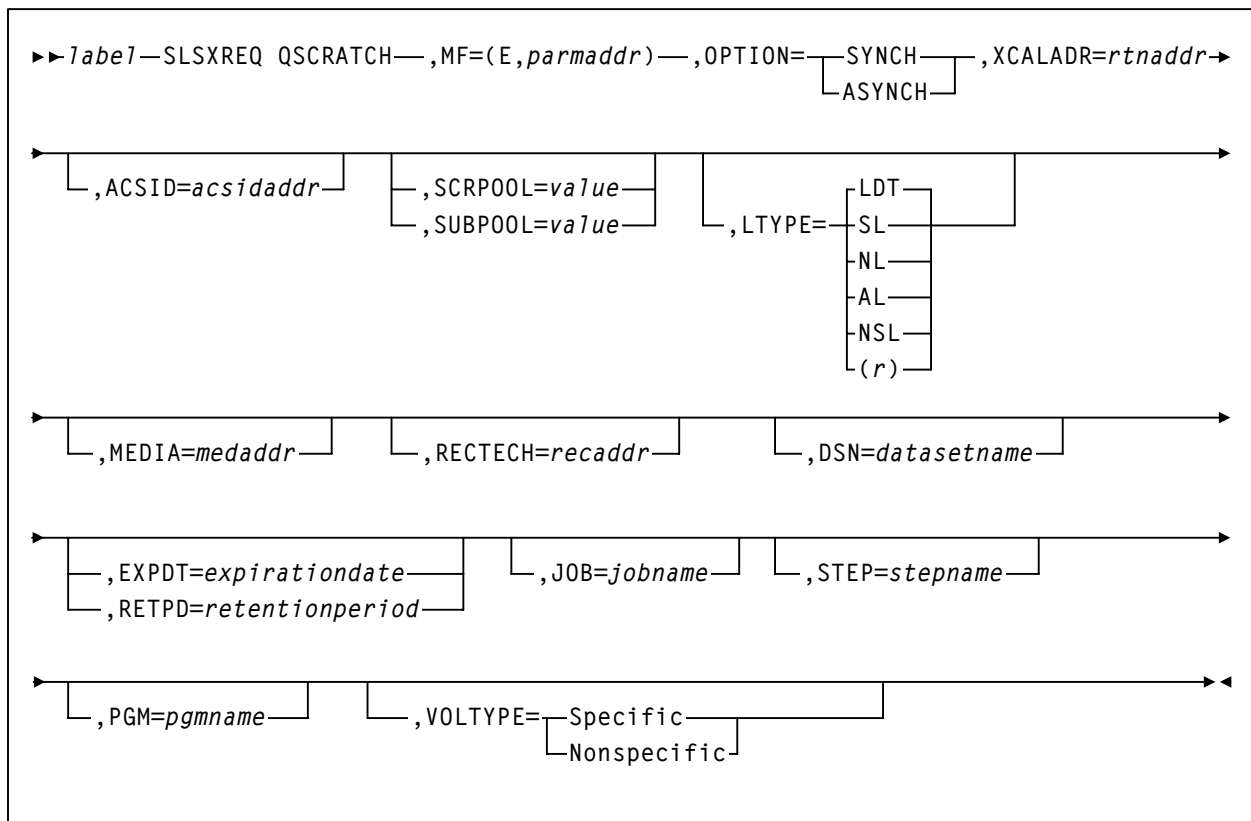 label SLSXREQ QSCRATCH ,MF=(E,parmaddr) ,OPTION= SYNCH ,XCALADR=rtnaddr
ASYNCH
,ACSID=acsidaddr ,SCRPOOL=value ,LTYPE= LDT
,SUBPOOL=value SL
NL
AL
NSL
(r)
,MEDIA=medaddr ,RECTECH=recaddr ,DSN=datasetname
,EXPDT=expirationdate ,JOB=jobname ,STEP=stepname
,RETPD=retentionperiod
,PGM=pgmname ,VOLTYPE= Specific
Nonspecific